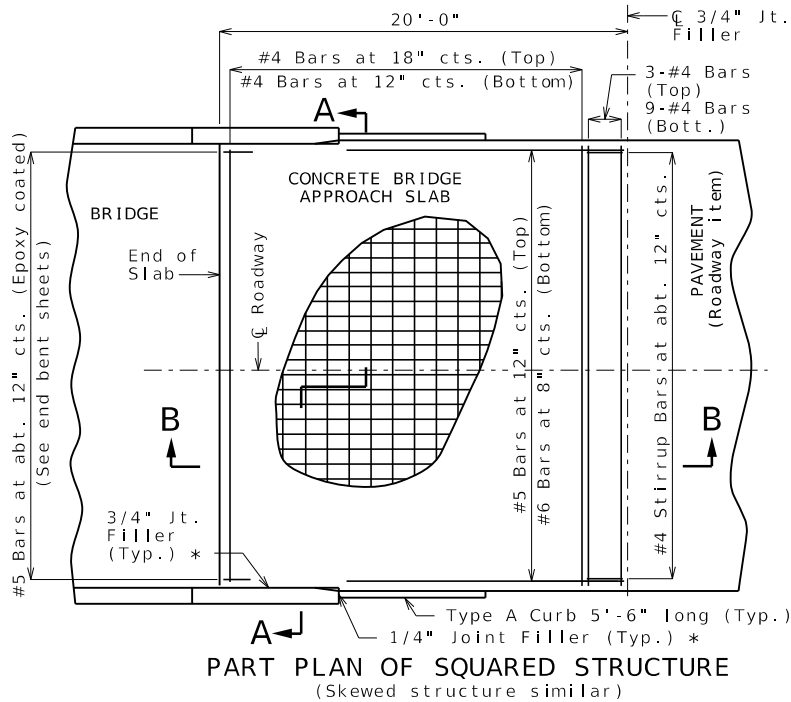 20'-0"
℄ 3/4" Jt.
Filler
#4 Bars at 18" cts. (Top)
#4 Bars at 12" cts. (Bottom)
3-#4 Bars
(Top)
9-#4 Bars
(Bott.)
A
#5 Bars at abt. 12" cts. (Epoxy coated)
(See end bent sheets)
BRIDGE
CONCRETE BRIDGE
APPROACH SLAB
End of
Slab
℄ Roadway
#5 Bars at 12" cts. (Top)
#6 Bars at 8" cts. (Bottom)
#4 Stirrup Bars at abt. 12" cts.
PAVEMENT
(Roadway item)
B
B
3/4" Jt.
Filler
(Typ.) *
Type A Curb 5'-6" long (Typ.)
A
1/4" Joint Filler (Typ.) *
PART PLAN OF SQUARED STRUCTURE
(Skewed structure similar)